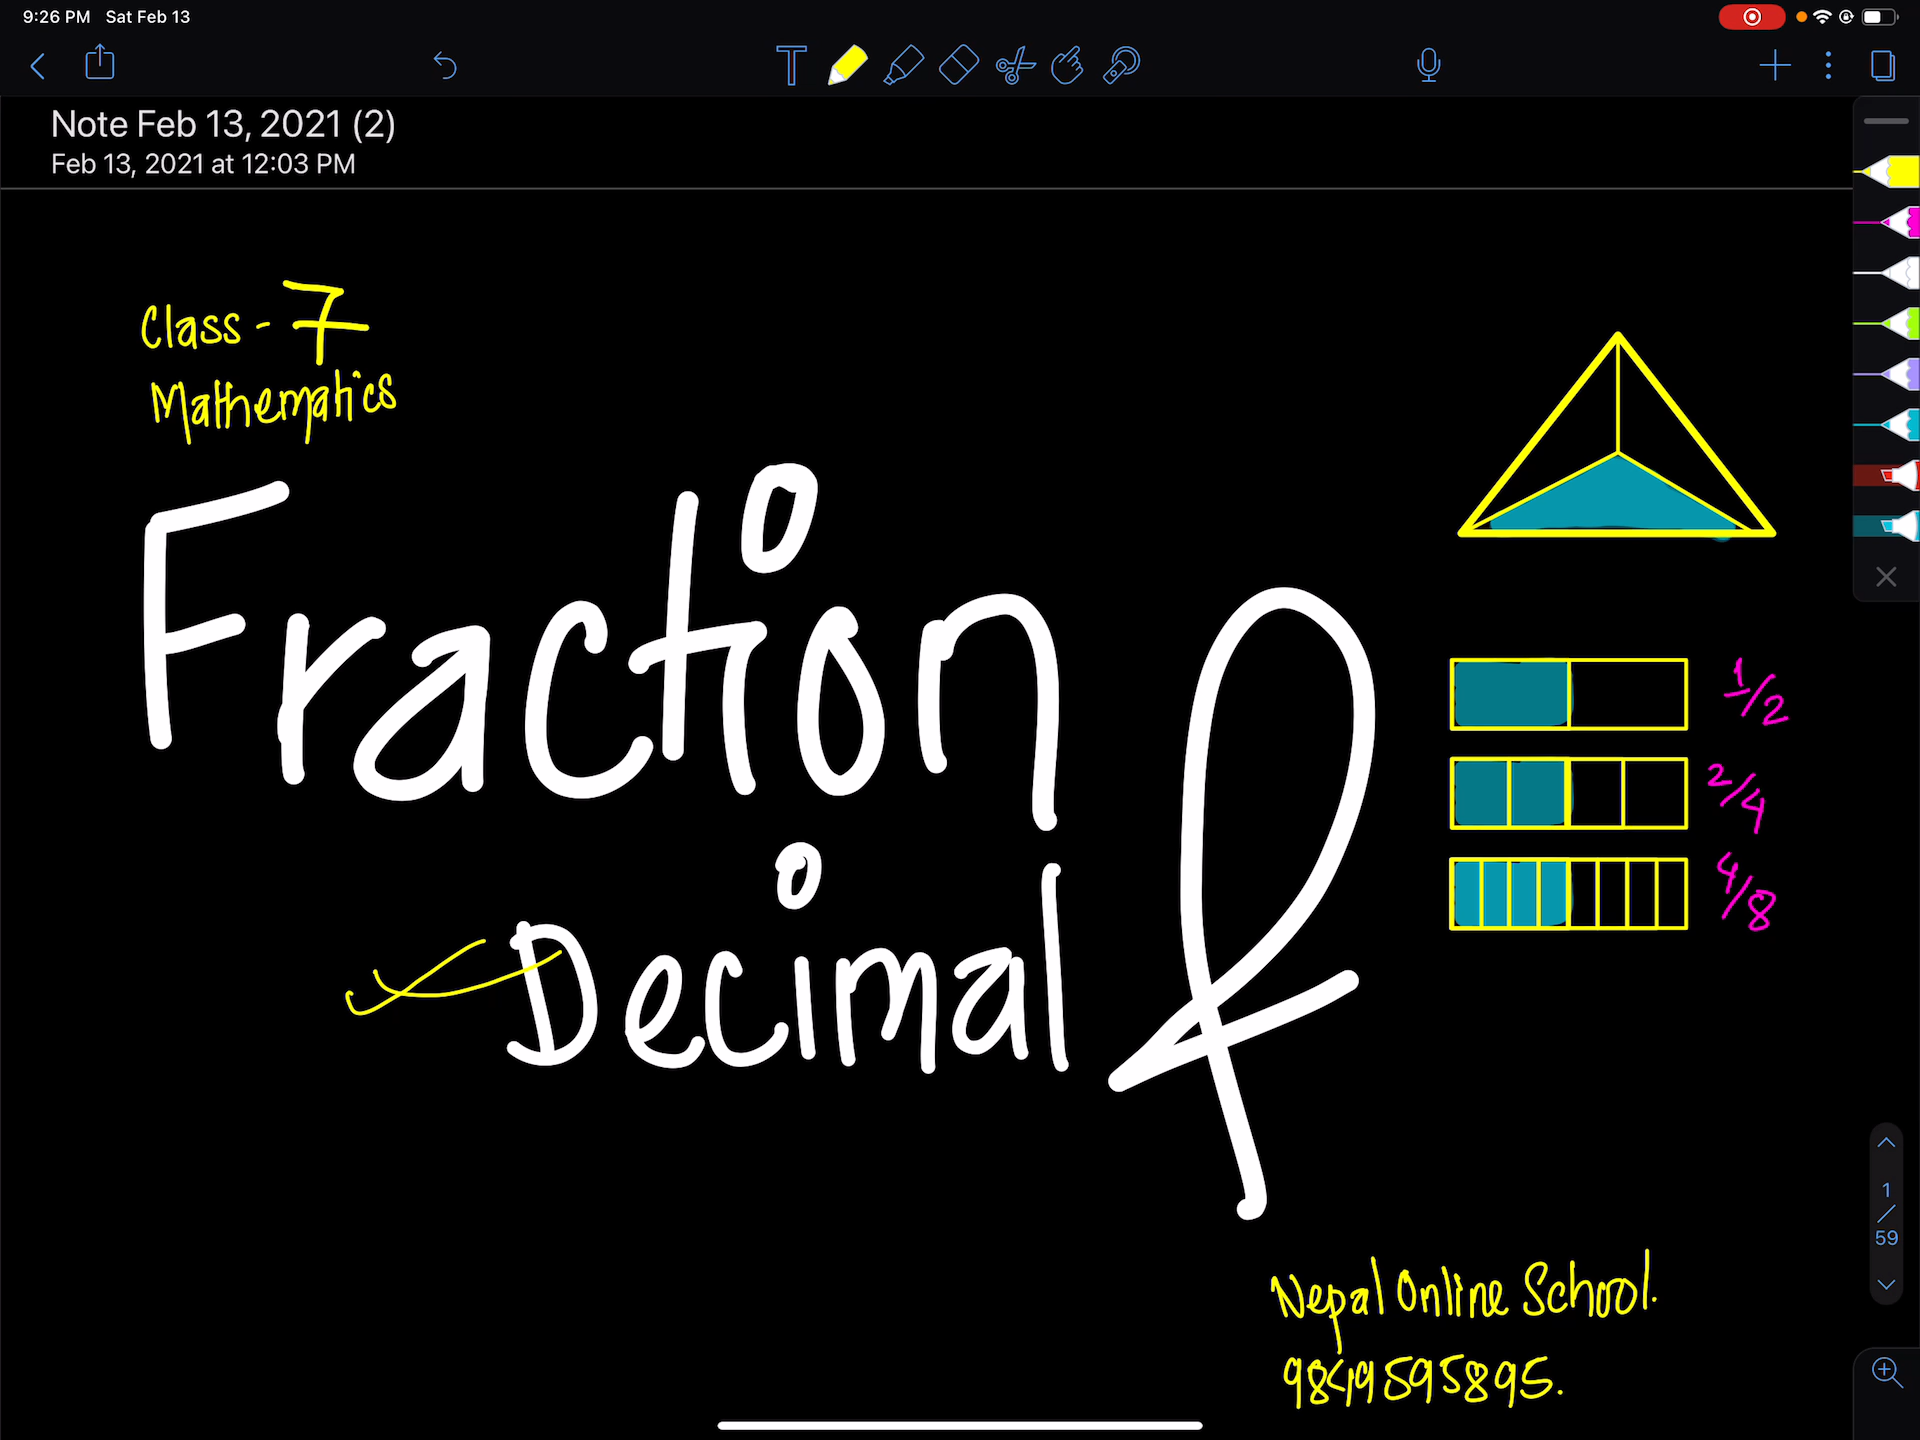 9:26 PM Sat Feb 13
Note Feb 13, 2021 (2)
Feb 13, 2021 at 12:03 PM
Class - 7
Mathematics
Fraction &
Decimal
1/2
2/4
4/8
1
/
59
Nepal Online School.
9849595895.